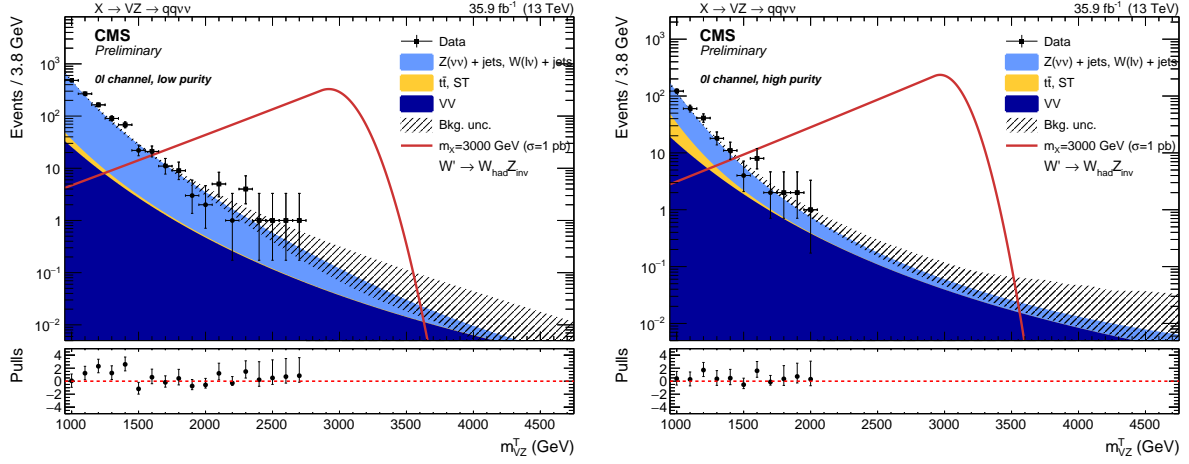 X → VZ → qqνν
35.9 fb⁻¹ (13 TeV)
CMS
Preliminary
0l channel, low purity
Data
Z(νν) + jets, W(lν) + jets
tt̄, ST
VV
Bkg. unc.
m_X=3000 GeV (σ=1 pb)
W' → W_had Z_inv
Events / 3.8 GeV
10³
10²
10
1
10⁻¹
10⁻²
Pulls
4
2
0
−2
−4
1000 1500 2000 2500 3000 3500 4000 4500
m^T_VZ (GeV)
X → VZ → qqνν
35.9 fb⁻¹ (13 TeV)
CMS
Preliminary
0l channel, high purity
Data
Z(νν) + jets, W(lν) + jets
tt̄, ST
VV
Bkg. unc.
m_X=3000 GeV (σ=1 pb)
W' → W_had Z_inv
Events / 3.8 GeV
10³
10²
10
1
10⁻¹
10⁻²
Pulls
4
2
0
−2
−4
1000 1500 2000 2500 3000 3500 4000 4500
m^T_VZ (GeV)